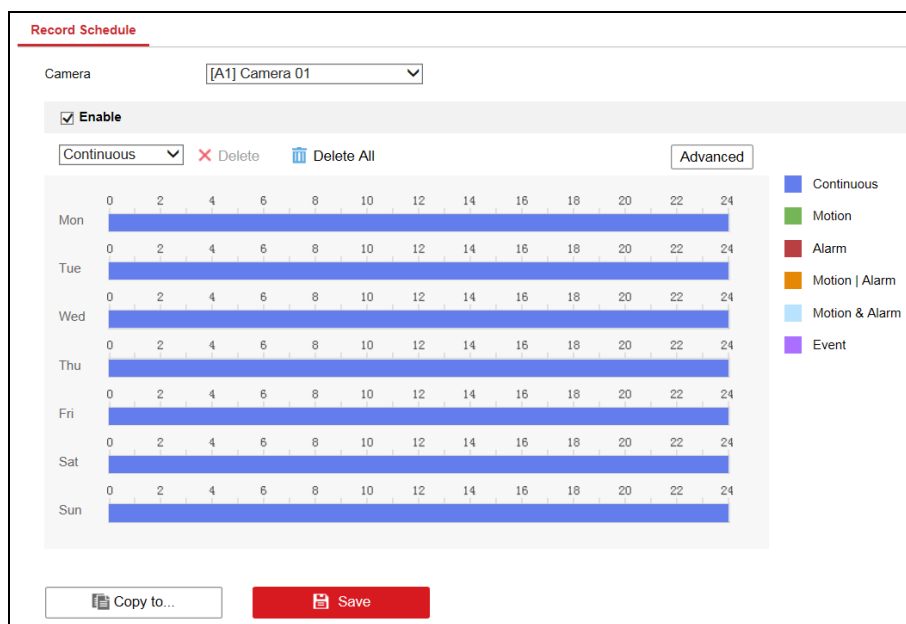 Record Schedule
Camera [A1] Camera 01
Enable
Continuous Delete Delete All Advanced
0 2 4 6 8 10 12 14 16 18 20 22 24
Mon
0 2 4 6 8 10 12 14 16 18 20 22 24
Tue
0 2 4 6 8 10 12 14 16 18 20 22 24
Wed
0 2 4 6 8 10 12 14 16 18 20 22 24
Thu
0 2 4 6 8 10 12 14 16 18 20 22 24
Fri
0 2 4 6 8 10 12 14 16 18 20 22 24
Sat
0 2 4 6 8 10 12 14 16 18 20 22 24
Sun
Continuous
Motion
Alarm
Motion | Alarm
Motion & Alarm
Event
Copy to... Save